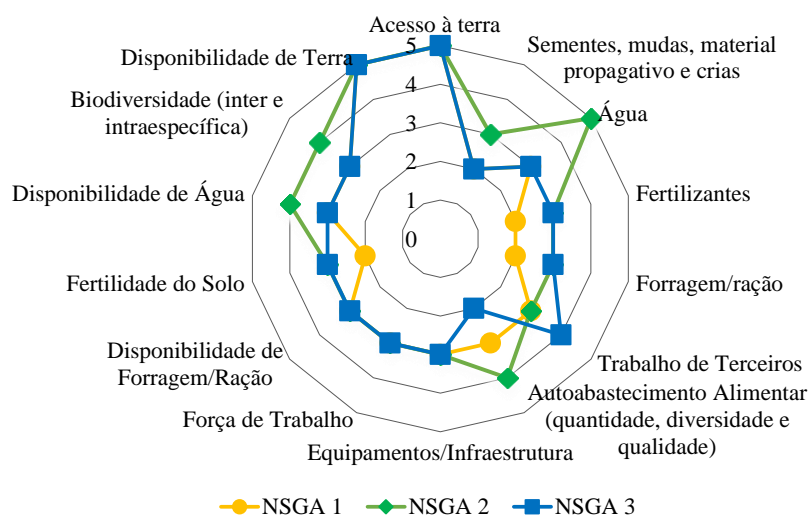 Acesso à terra
Sementes, mudas, material
propagativo e crias
Água
Fertilizantes
Forragem/ração
Trabalho de Terceiros
Autoabastecimento Alimentar
(quantidade, diversidade e
qualidade)
Equipamentos/Infraestrutura
Força de Trabalho
Disponibilidade de
Forragem/Ração
Fertilidade do Solo
Disponibilidade de Água
Biodiversidade (inter e
intraespecífica)
Disponibilidade de Terra
5
4
3
2
1
0
NSGA 1 NSGA 2 NSGA 3